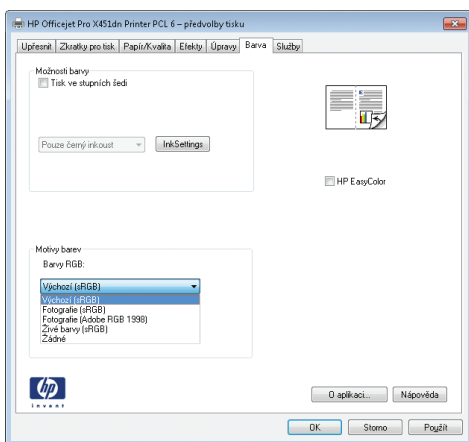 HP Officejet Pro X451dn Printer PCL 6 – předvolby tisku
Upřesnit Zkratky pro tisk Papír/Kvalita Efekty Úpravy Barva Služby
Možnosti barvy
Tisk ve stupních šedi
Pouze černý inkoust InkSettings
HP EasyColor
Motivy barev
Barvy RGB:
Výchozí (sRGB)
Výchozí (sRGB)
Fotografie (sRGB)
Fotografie (Adobe RGB 1998)
Živé barvy (sRGB)
Žádné
hp
invent
O aplikaci... Nápověda
OK Storno Použít